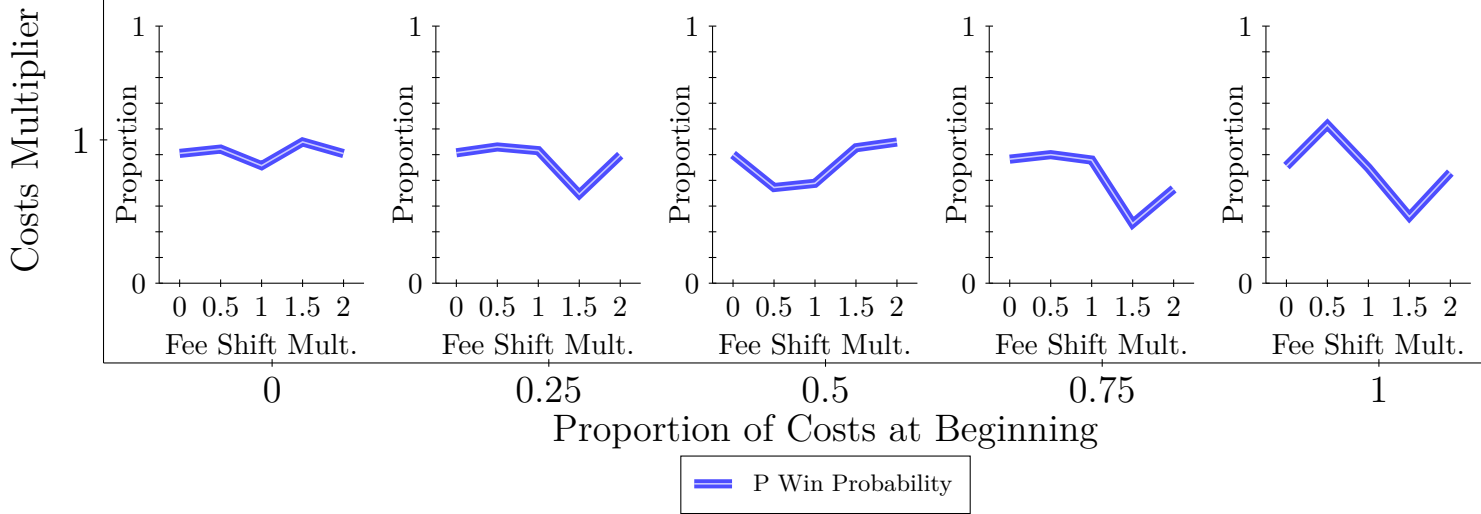 Costs Multiplier
1
1
Proportion
0
0 0.5 1 1.5 2
Fee Shift Mult.
1
Proportion
0
0 0.5 1 1.5 2
Fee Shift Mult.
1
Proportion
0
0 0.5 1 1.5 2
Fee Shift Mult.
1
Proportion
0
0 0.5 1 1.5 2
Fee Shift Mult.
1
Proportion
0
0 0.5 1 1.5 2
Fee Shift Mult.
0 0.25 0.5 0.75 1
Proportion of Costs at Beginning
P Win Probability